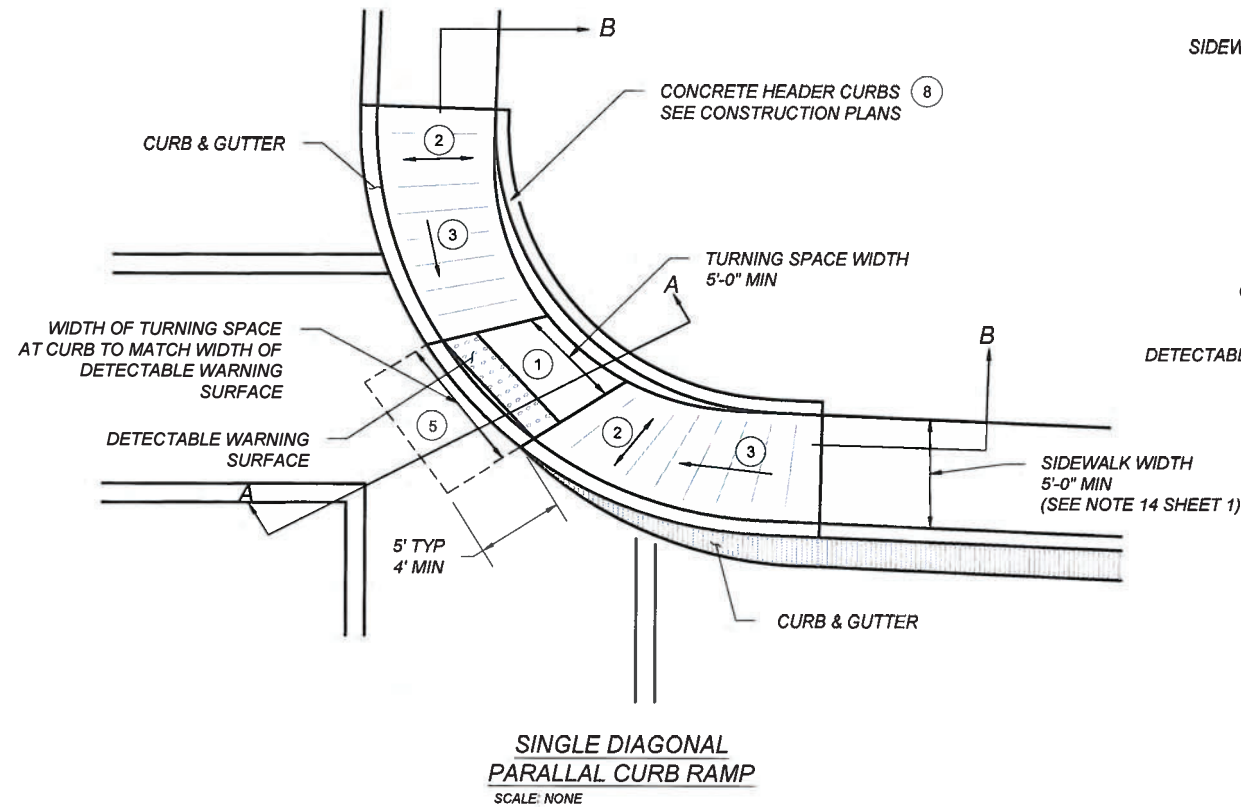 B
SIDEW
CONCRETE HEADER CURBS 8
SEE CONSTRUCTION PLANS
CURB & GUTTER
2
3
TURNING SPACE WIDTH
5'-0" MIN
A
B
WIDTH OF TURNING SPACE
AT CURB TO MATCH WIDTH OF
DETECTABLE WARNING
SURFACE
DETECTABL
1
5
2
3
DETECTABLE WARNING
SURFACE
SIDEWALK WIDTH
5'-0" MIN
(SEE NOTE 14 SHEET 1)
A
5' TYP
4' MIN
CURB & GUTTER
SINGLE DIAGONAL
PARALLAL CURB RAMP
SCALE: NONE